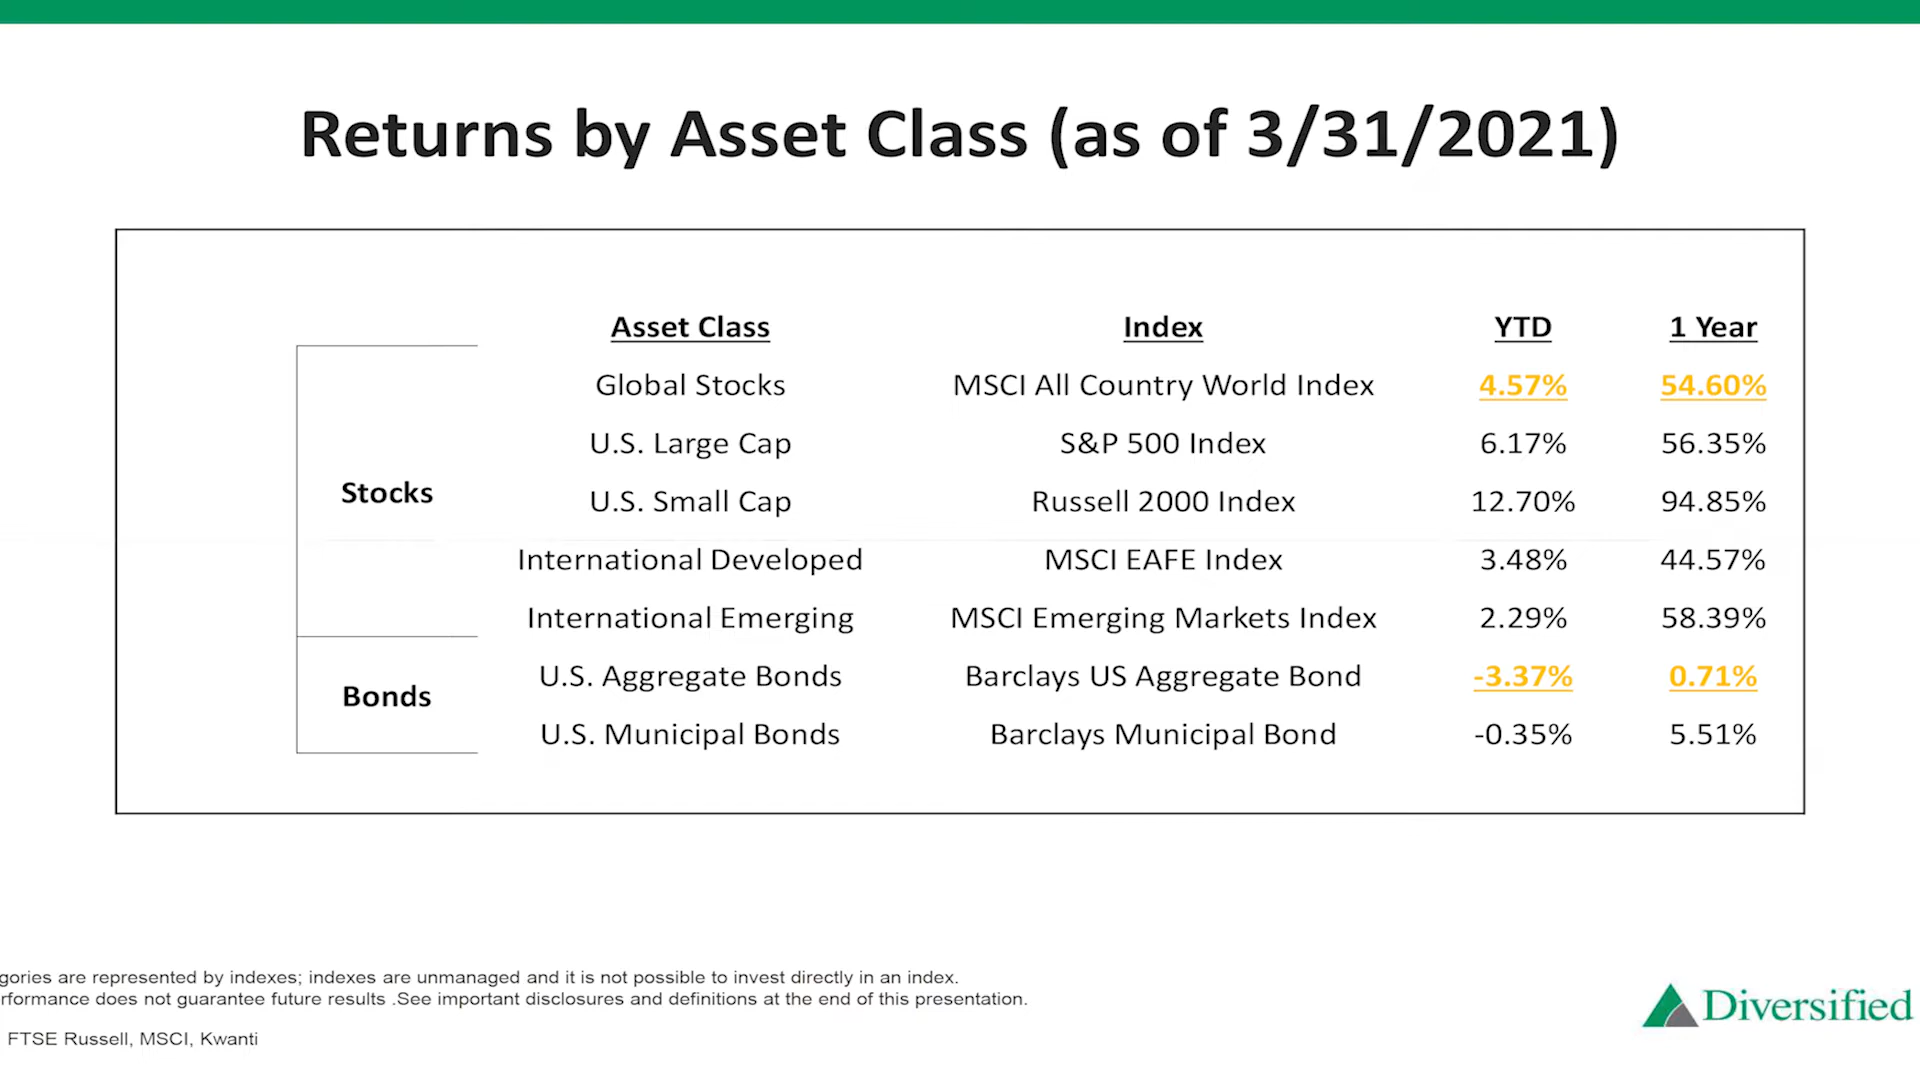 Returns by Asset Class (as of 3/31/2021)
Asset Class Index YTD 1 Year
Global Stocks MSCI All Country World Index 4.57% 54.60%
U.S. Large Cap S&P 500 Index 6.17% 56.35%
Stocks
U.S. Small Cap Russell 2000 Index 12.70% 94.85%
International Developed MSCI EAFE Index 3.48% 44.57%
International Emerging MSCI Emerging Markets Index 2.29% 58.39%
U.S. Aggregate Bonds Barclays US Aggregate Bond -3.37% 0.71%
Bonds
U.S. Municipal Bonds Barclays Municipal Bond -0.35% 5.51%
gories are represented by indexes; indexes are unmanaged and it is not possible to invest directly in an index.
rformance does not guarantee future results .See important disclosures and definitions at the end of this presentation.
FTSE Russell, MSCI, Kwanti
Diversified